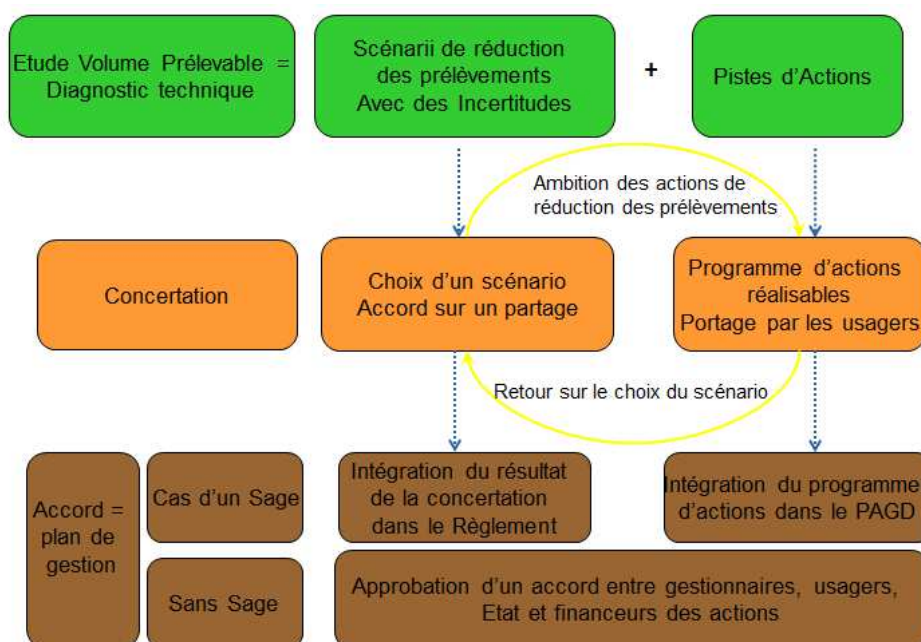 Etude Volume Prélevable =
Diagnostic technique
Scénarii de réduction
des prélèvements
Avec des Incertitudes
+
Pistes d'Actions
Ambition des actions de
réduction des prélèvements
Concertation
Choix d'un scénario
Accord sur un partage
Programme d'actions
réalisables
Portage par les usagers
Retour sur le choix du scénario
Accord =
plan de
gestion
Cas d'un Sage
Intégration du résultat
de la concertation
dans le Règlement
Intégration du programme
d'actions dans le PAGD
Sans Sage
Approbation d'un accord entre gestionnaires, usagers,
Etat et financeurs des actions